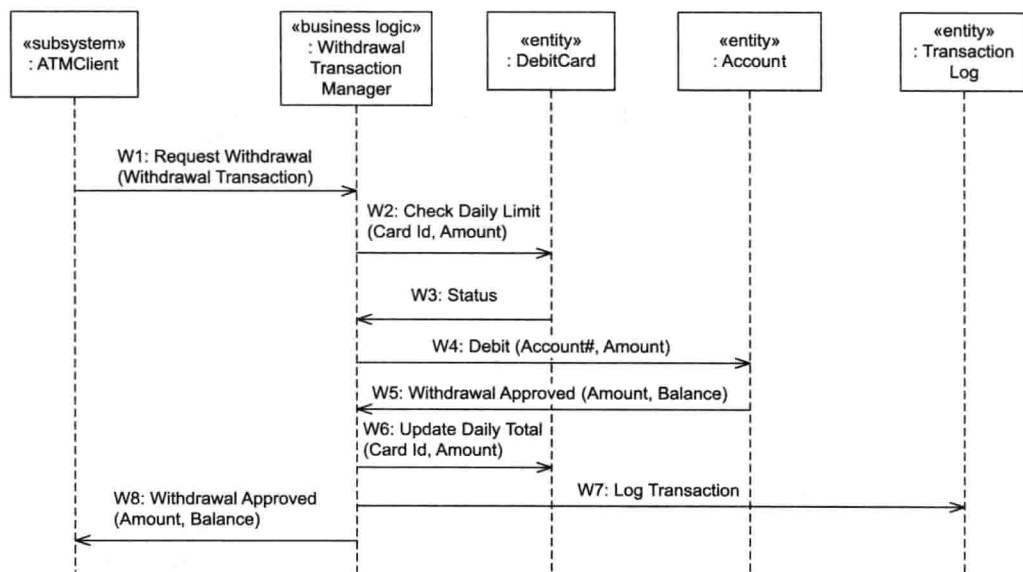 «subsystem»
: ATMClient
«business logic»
: Withdrawal
Transaction
Manager
«entity»
: DebitCard
«entity»
: Account
«entity»
: Transaction
Log
W1: Request Withdrawal
(Withdrawal Transaction)
W2: Check Daily Limit
(Card Id, Amount)
W3: Status
W4: Debit (Account#, Amount)
W5: Withdrawal Approved (Amount, Balance)
W6: Update Daily Total
(Card Id, Amount)
W7: Log Transaction
W8: Withdrawal Approved
(Amount, Balance)